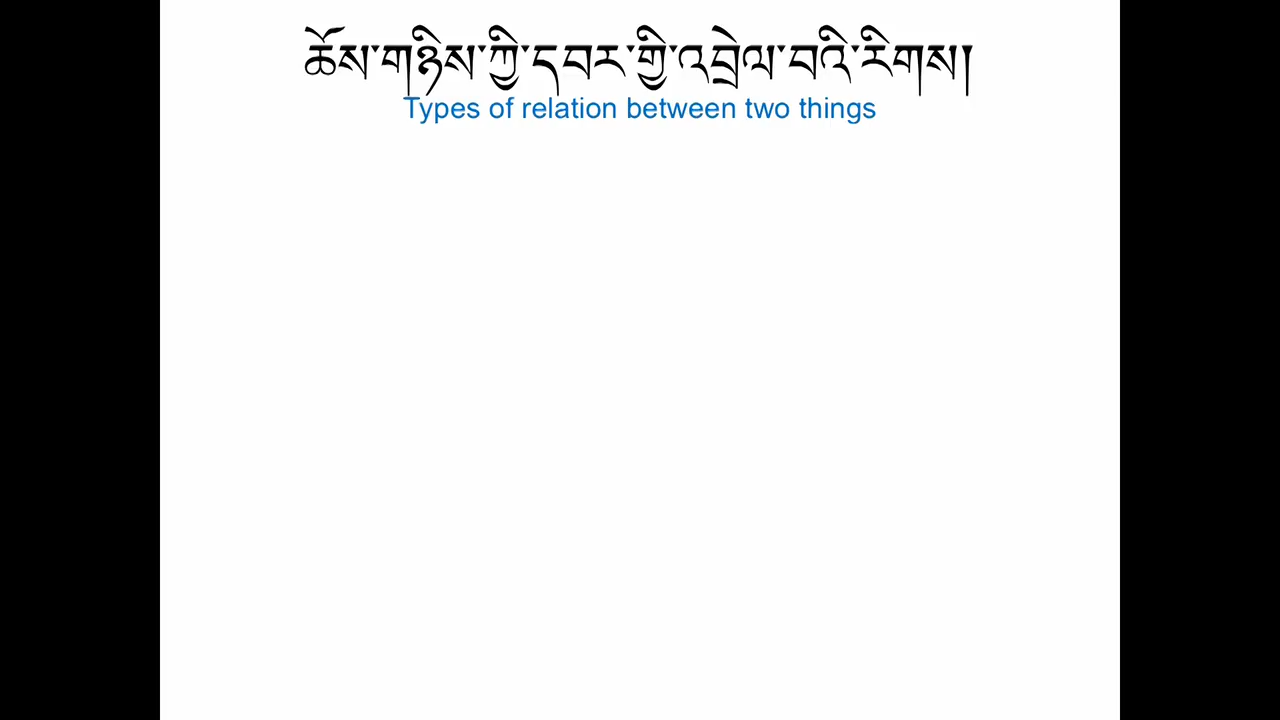 ཆོས་གཉིས་ཀྱི་དབར་གྱི་འབྲེལ་བའི་རིགས།
Types of relation between two things